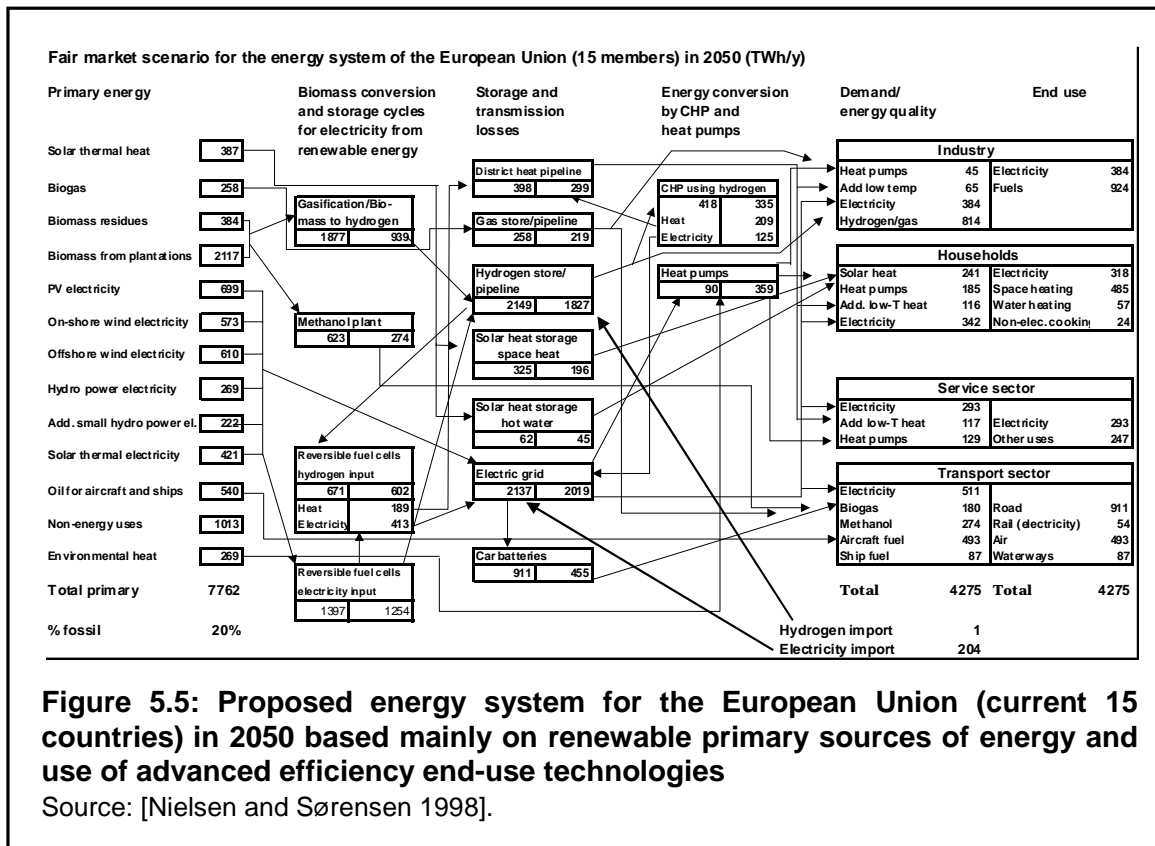 Fair market scenario for the energy system of the European Union (15 members) in 2050 (TWh/y)
Primary energy
Solar thermal heat 387
Biogas 258
Biomass residues 384
Biomass from plantations 2117
PV electricity 699
On-shore wind electricity 573
Offshore wind electricity 610
Hydro power electricity 269
Add. small hydro power el. 222
Solar thermal electricity 421
Oil for aircraft and ships 540
Non-energy uses 1013
Environmental heat 269
Total primary 7762
% fossil 20%
Biomass conversion
and storage cycles
for electricity from
renewable energy
Gasification/Bio-
mass to hydrogen
1877 939
Methanol plant
623 274
Reversible fuel cells
hydrogen input
671 602
Heat 189
Electricity 413
Reversible fuel cells
electricity input
1397 1254
Storage and
transmission
losses
District heat pipeline
398 299
Gas store/pipeline
258 219
Hydrogen store/
pipeline
2149 1827
Solar heat storage
space heat
325 196
Solar heat storage
hot water
62 45
Electric grid
2137 2019
Car batteries
911 455
Energy conversion
by CHP and
heat pumps
CHP using hydrogen
418 335
Heat 209
Electricity 125
Heat pumps
90 359
Demand/ End use
energy quality
Industry
Heat pumps 45 Electricity 384
Add low temp 65 Fuels 924
Electricity 384
Hydrogen/gas 814
Households
Solar heat 241 Electricity 318
Heat pumps 185 Space heating 485
Add. low-T heat 116 Water heating 57
Electricity 342 Non-elec. cookin 24
Service sector
Electricity 293
Add low-T heat 117 Electricity 293
Heat pumps 129 Other uses 247
Transport sector
Electricity 511
Biogas 180 Road 911
Methanol 274 Rail (electricity) 54
Aircraft fuel 493 Air 493
Ship fuel 87 Waterways 87
Total 4275 Total 4275
Hydrogen import 1
Electricity import 204
Figure 5.5: Proposed energy system for the European Union (current 15
countries) in 2050 based mainly on renewable primary sources of energy and
use of advanced efficiency end-use technologies
Source: [Nielsen and Sørensen 1998].